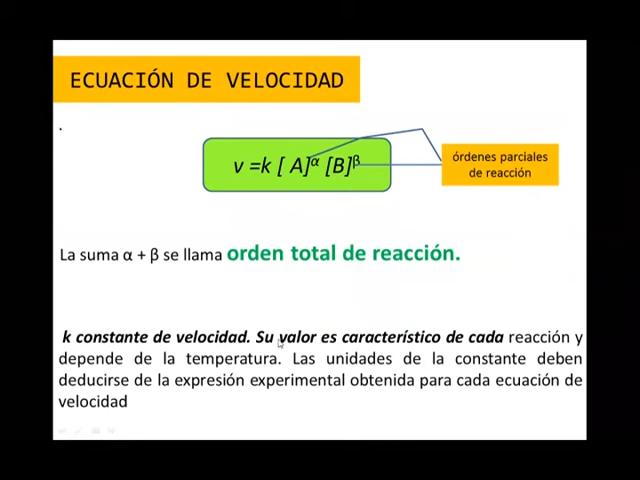 ECUACIÓN DE VELOCIDAD
.
v =k [ A]α [B]β
órdenes parciales
de reacción
La suma α + β se llama orden total de reacción.
k constante de velocidad. Su valor es característico de cada reacción y
depende de la temperatura. Las unidades de la constante deben
deducirse de la expresión experimental obtenida para cada ecuación de
velocidad